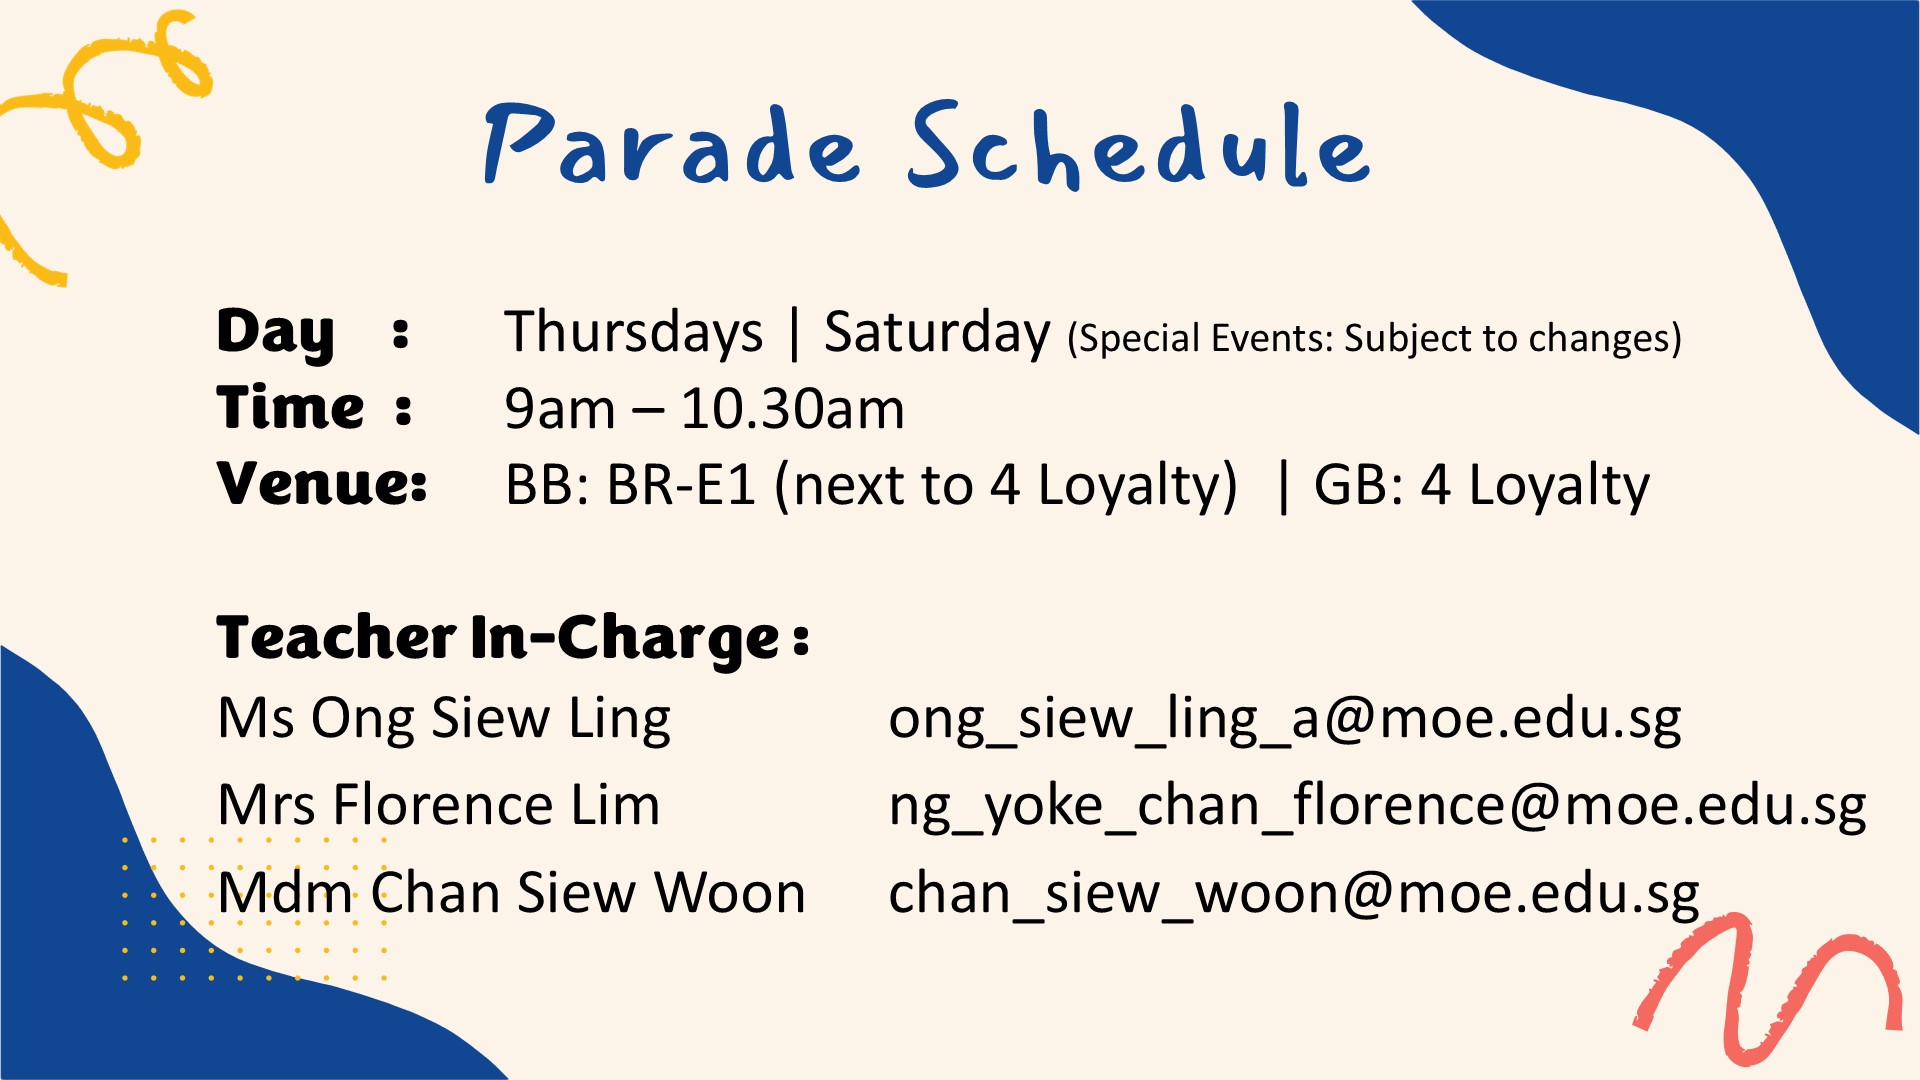 Parade Schedule
Day : Thursdays | Saturday (Special Events: Subject to changes)
Time : 9am – 10.30am
Venue: BB: BR-E1 (next to 4 Loyalty) | GB: 4 Loyalty
Teacher In-Charge :
Ms Ong Siew Ling ong_siew_ling_a@moe.edu.sg
Mrs Florence Lim ng_yoke_chan_florence@moe.edu.sg
Mdm Chan Siew Woon chan_siew_woon@moe.edu.sg